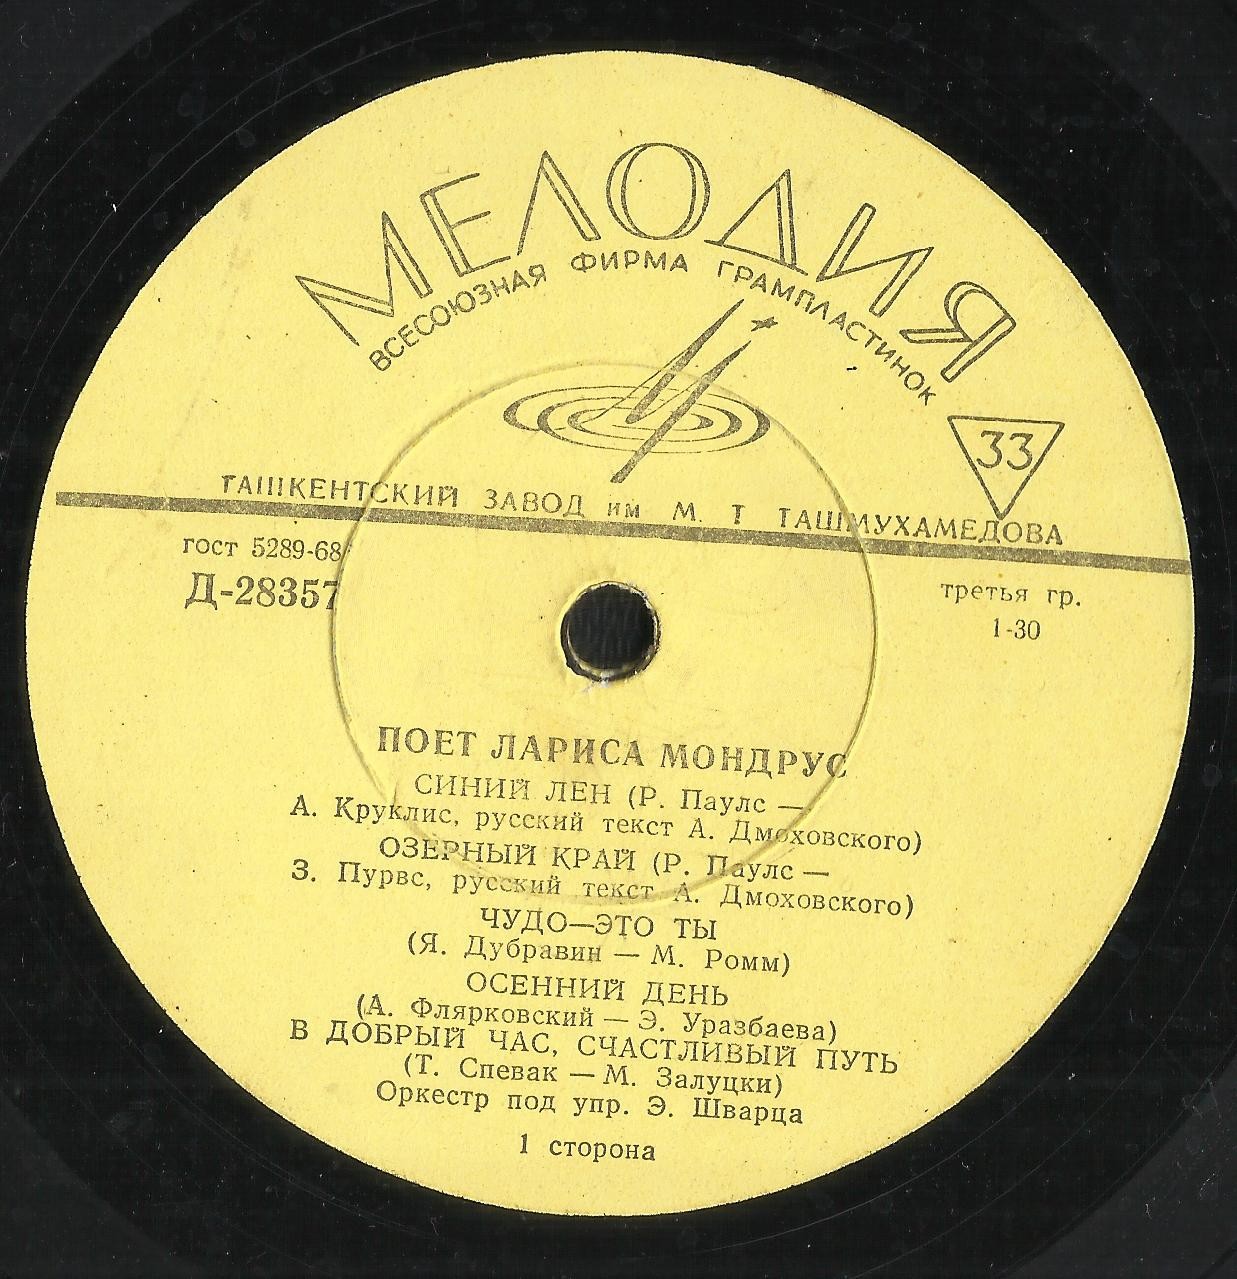 МЕЛОДИЯ
ВСЕСОЮЗНАЯ ФИРМА ГРАМПЛАСТИНОК
33
ТАШКЕНТСКИЙ ЗАВОД им М. Т ТАШМУХАМЕДОВА
гост 5289-68
Д-28357
третья гр.
1-30
ПОЕТ ЛАРИСА МОНДРУС
СИНИЙ ЛЕН (Р. Паулс —
А. Круклис, русский текст А. Дмоховского)
ОЗЕРНЫЙ КРАЙ (Р. Паулс —
З. Пурвс, русский текст А. Дмоховского)
ЧУДО—ЭТО ТЫ
(Я. Дубравин — М. Ромм)
ОСЕННИЙ ДЕНЬ
(А. Флярковский — Э. Уразбаева)
В ДОБРЫЙ ЧАС, СЧАСТЛИВЫЙ ПУТЬ
(Т. Спевак — М. Залуцки)
Оркестр под упр. Э. Шварца
1 сторона